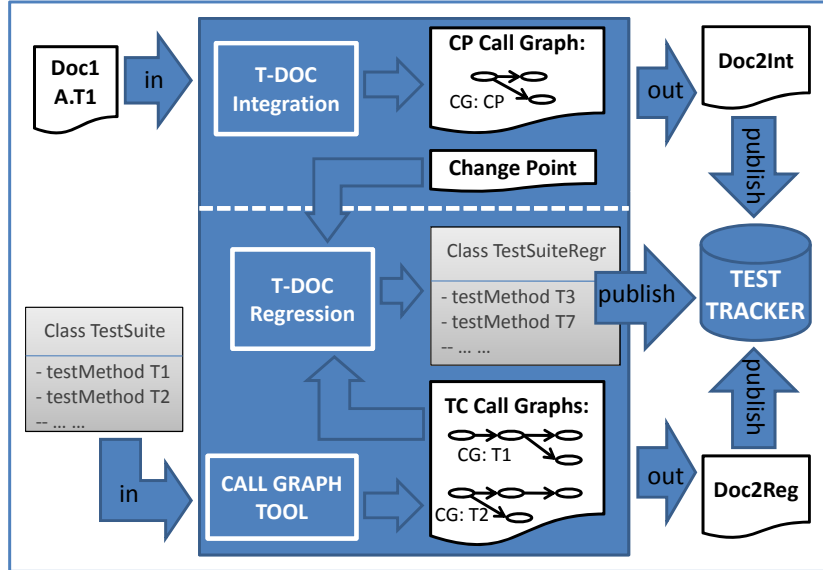 Doc1
A.T1
in
T-DOC
Integration
CP Call Graph:
CG: CP
out
Doc2Int
publish
Change Point
T-DOC
Regression
Class TestSuiteRegr
- testMethod T3
- testMethod T7
-- ... ...
publish
TEST
TRACKER
Class TestSuite
- testMethod T1
- testMethod T2
-- ... ...
in
CALL GRAPH
TOOL
TC Call Graphs:
CG: T1
CG: T2
out
Doc2Reg
publish